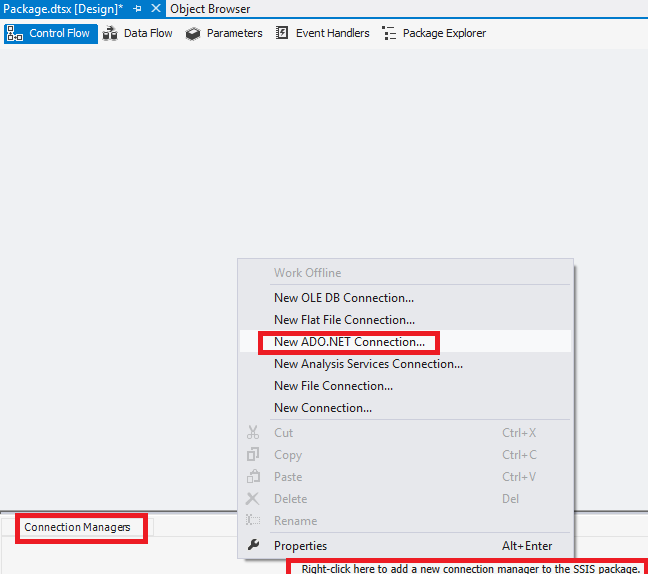 Package.dtsx [Design]* Object Browser
Control Flow Data Flow Parameters Event Handlers Package Explorer
Work Offline
New OLE DB Connection...
New Flat File Connection...
New ADO.NET Connection...
New Analysis Services Connection...
New File Connection...
New Connection...
Cut Ctrl+X
Copy Ctrl+C
Paste Ctrl+V
Delete Del
Rename
Connection Managers
Properties Alt+Enter
Right-click here to add a new connection manager to the SSIS package.